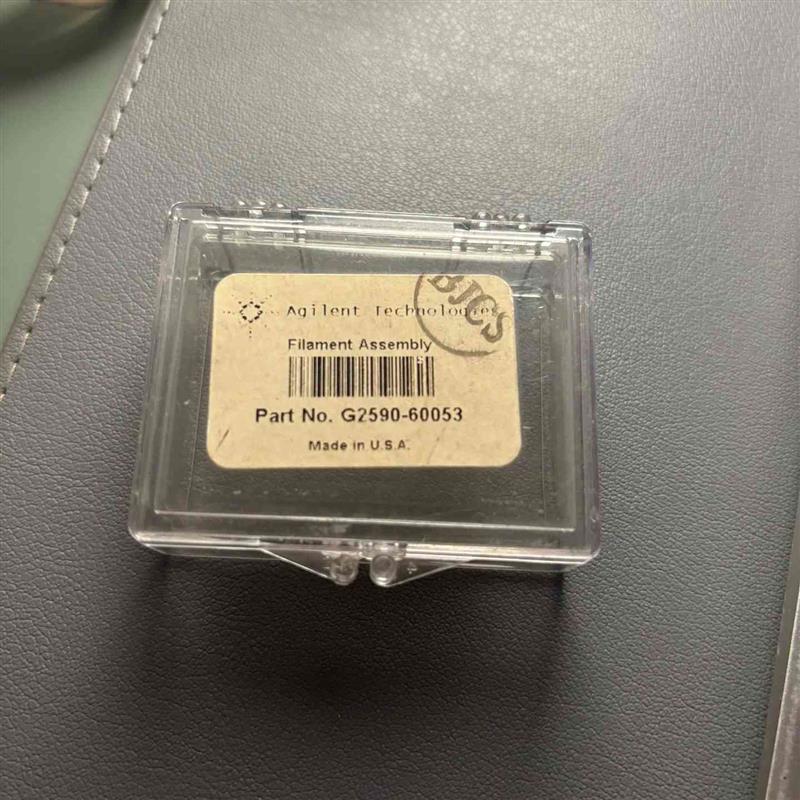 Agilent Technologies
BJCS
Filament Assembly
Part No. G2590-60053
Made in U.S.A.